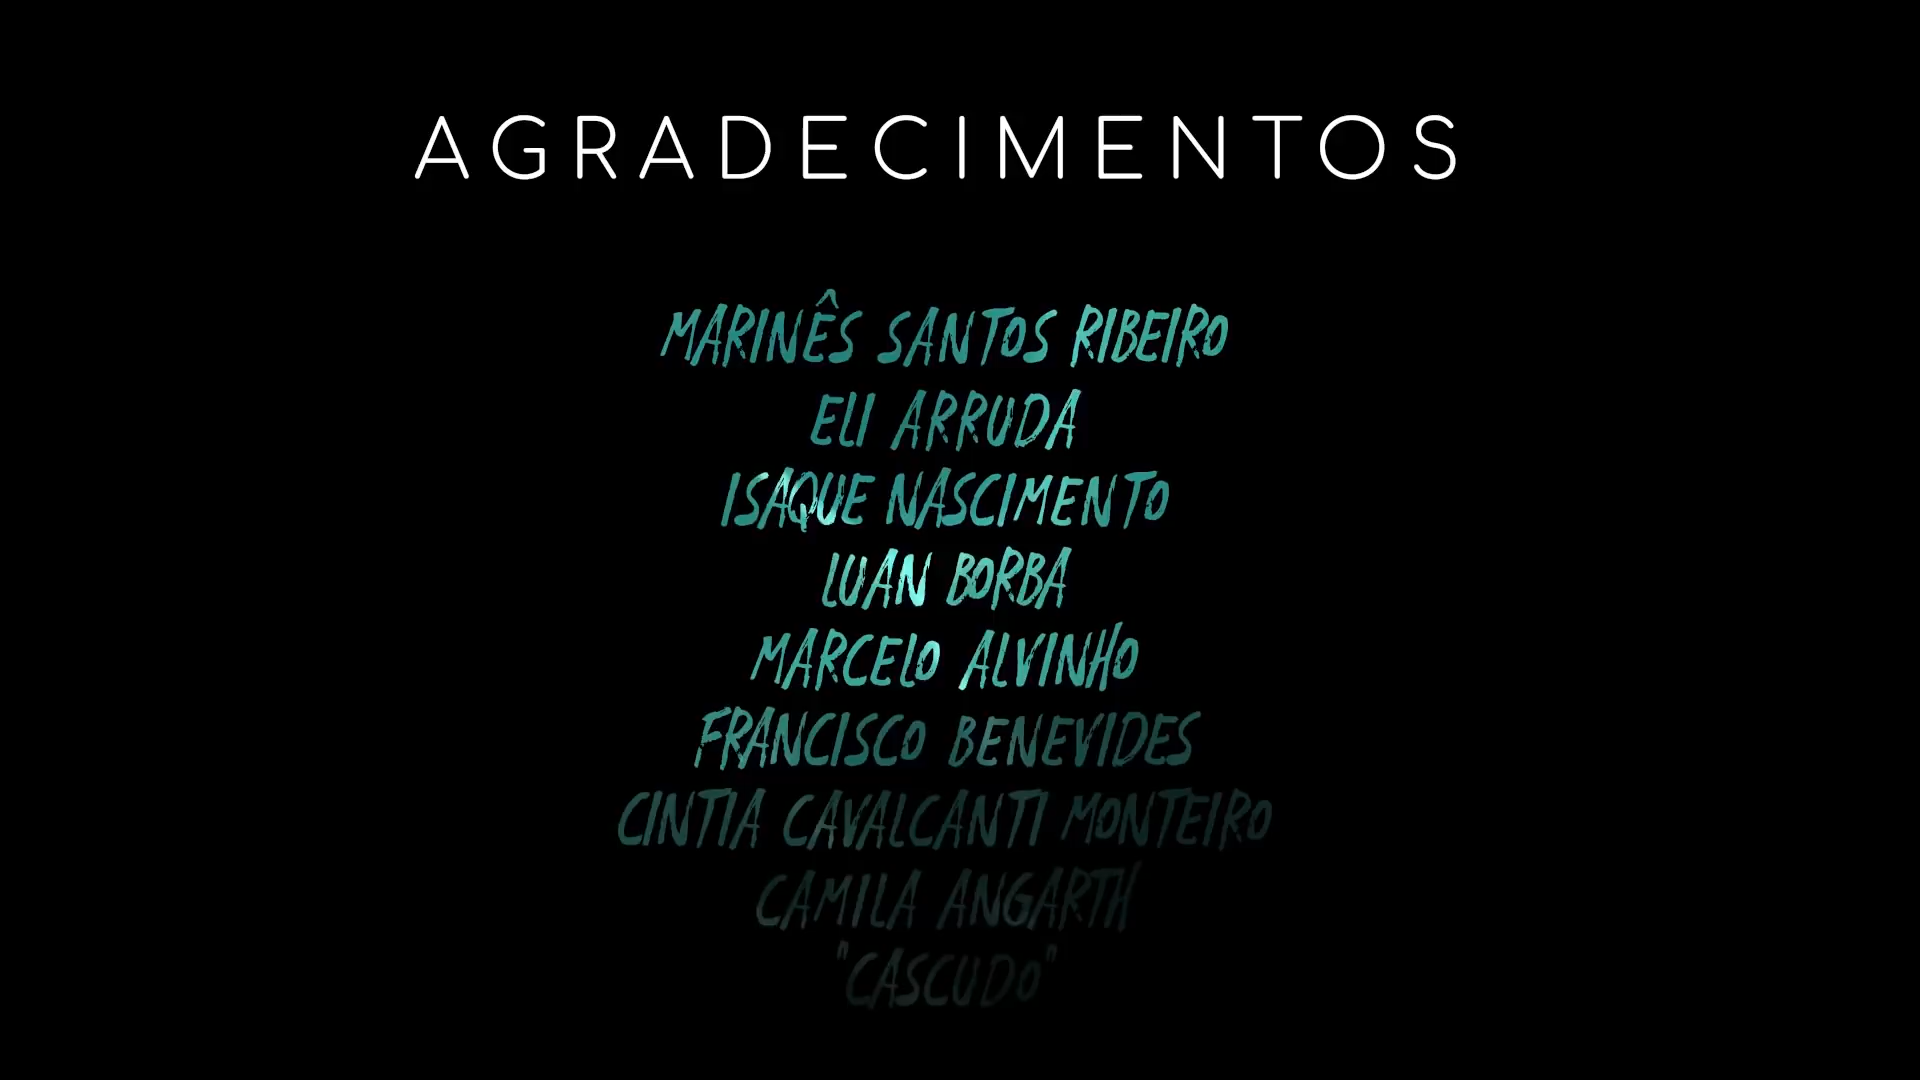 AGRADECIMENTOS
MARINÊS SANTOS RIBEIRO
ELI ARRUDA
ISAQUE NASCIMENTO
LUAN BORBA
MARCELO ALVINHO
FRANCISCO BENEVIDES
CINTIA CAVALCANTI MONTEIRO
CAMILA ANGARTH
"CASCUDO"